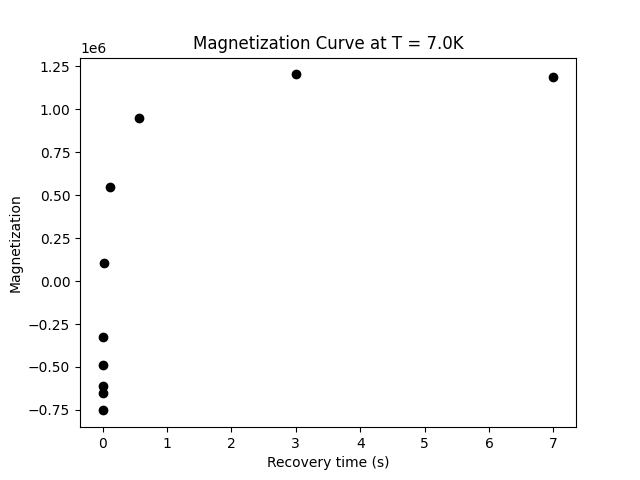 Magnetization Curve at T = 7.0K
1e6
1.25
1.00
0.75
0.50
0.25
0.00
−0.25
−0.50
−0.75
Magnetization
0 1 2 3 4 5 6 7
Recovery time (s)